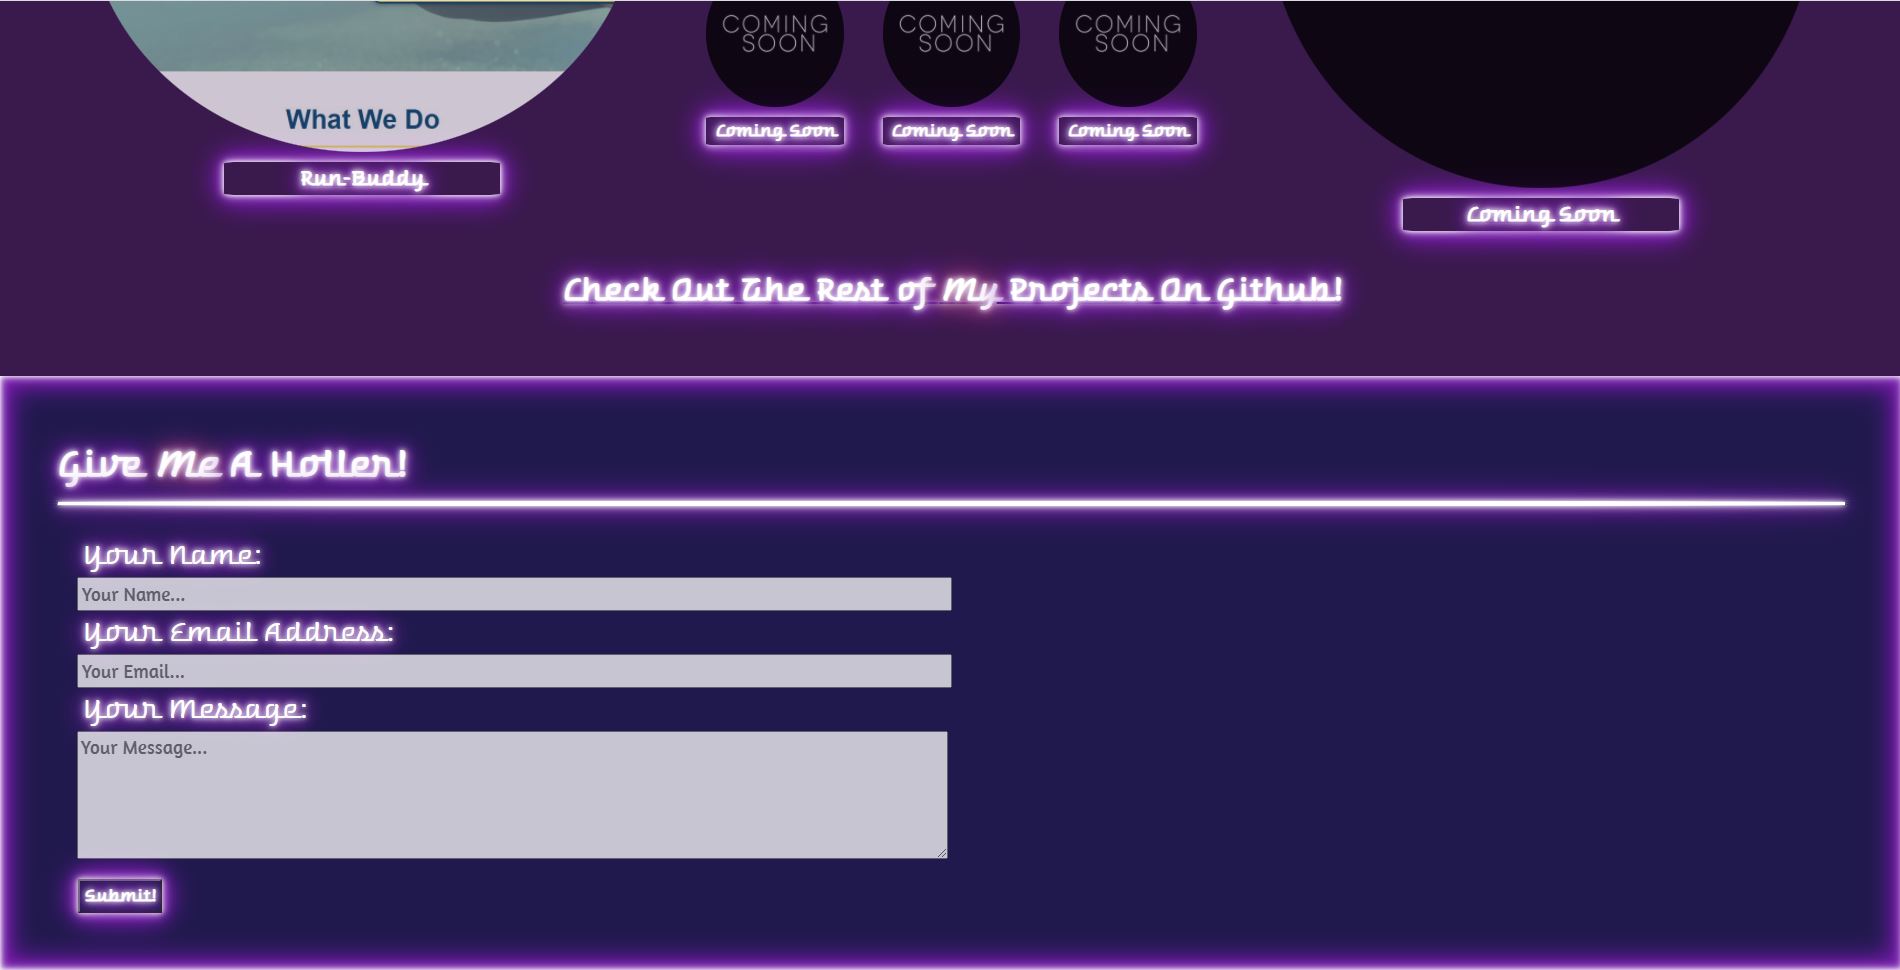 COMING
SOON
COMING
SOON
COMING
SOON
What We Do
Coming Soon
Coming Soon
Coming Soon
Run-Buddy
Coming Soon
Check Out The Rest of My Projects On Github!
Give Me A Holler!
Your Name:
Your Name...
Your Email Address:
Your Email...
Your Message:
Your Message...
Submit!